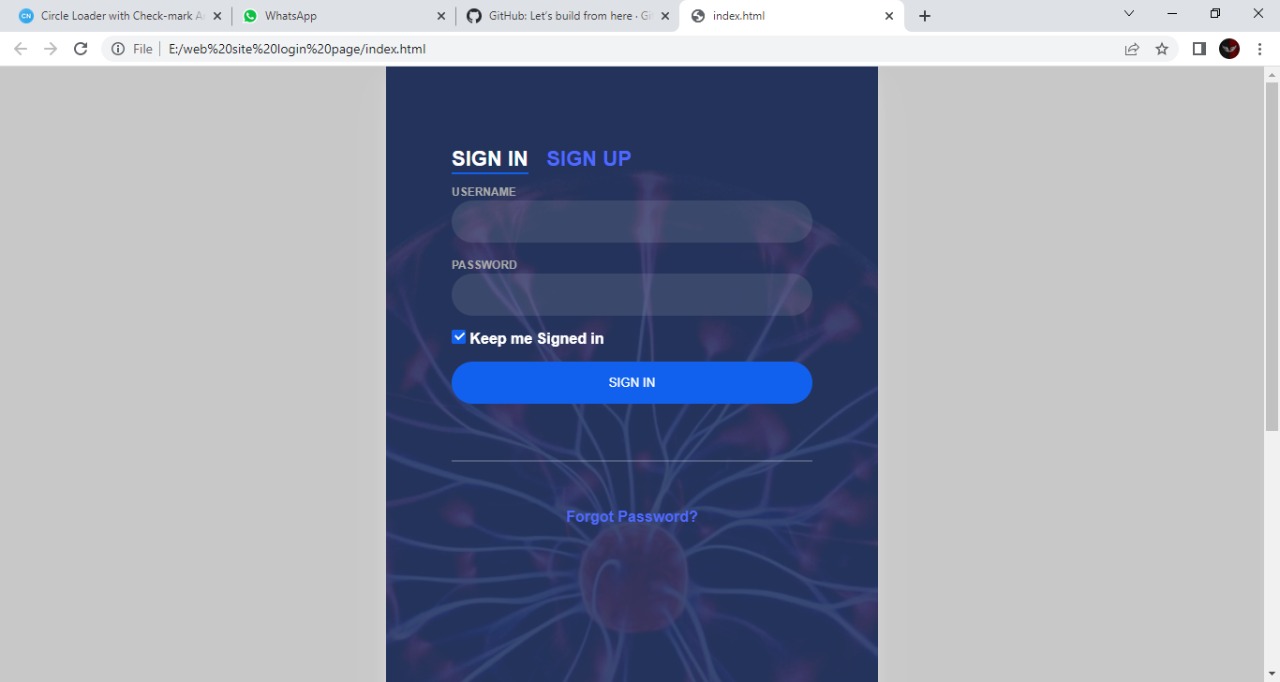 Circle Loader with Check-mark A
WhatsApp
GitHub: Let's build from here · Gi
index.html
File
E:/web%20site%20login%20page/index.html
SIGN IN SIGN UP
USERNAME
PASSWORD
Keep me Signed in
SIGN IN
Forgot Password?